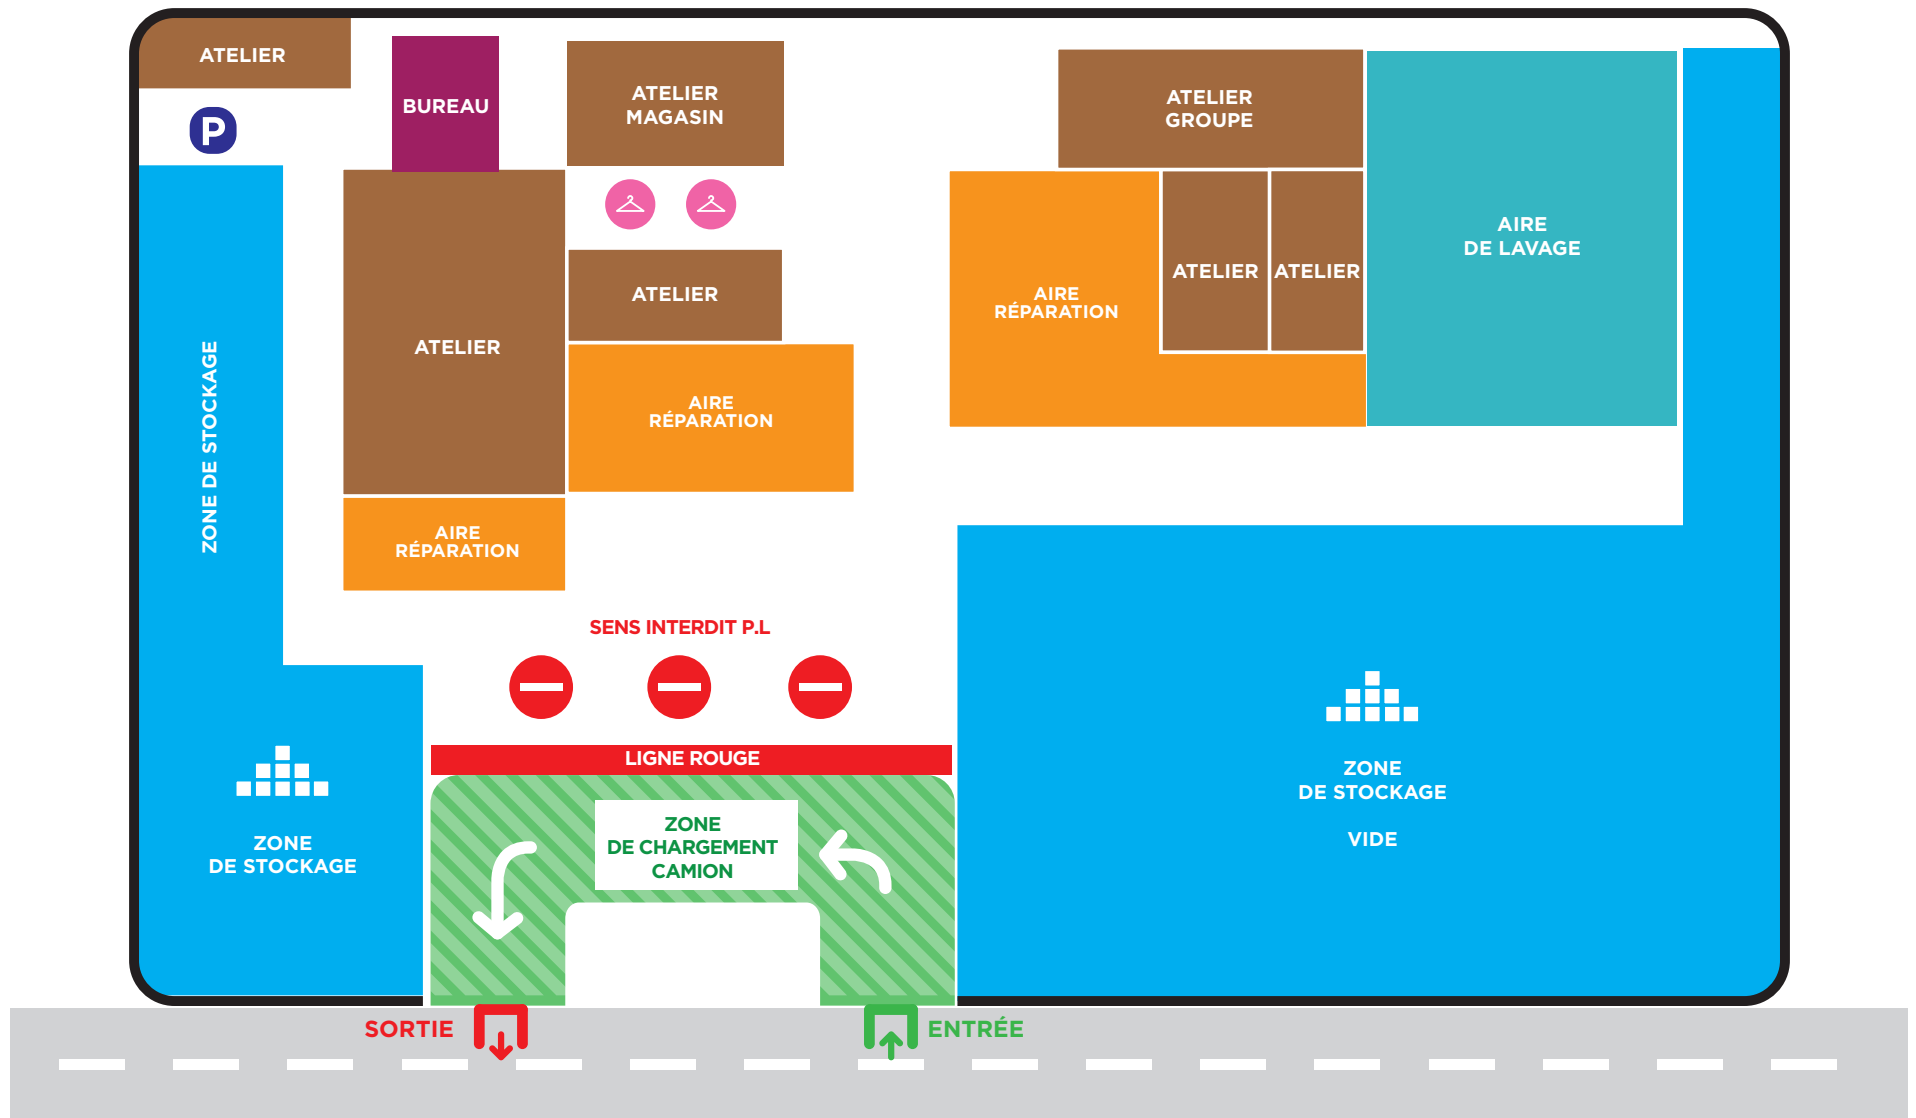 ATELIER
BUREAU
ATELIER
MAGASIN
ATELIER
GROUPE
P
AIRE
DE LAVAGE
ATELIER
ATELIER
ATELIER
AIRE
RÉPARATION
ATELIER
AIRE
RÉPARATION
ZONE DE STOCKAGE
AIRE
RÉPARATION
SENS INTERDIT P.L
LIGNE ROUGE
ZONE
DE CHARGEMENT
CAMION
ZONE
DE STOCKAGE
VIDE
ZONE
DE STOCKAGE
SORTIE
ENTRÉE